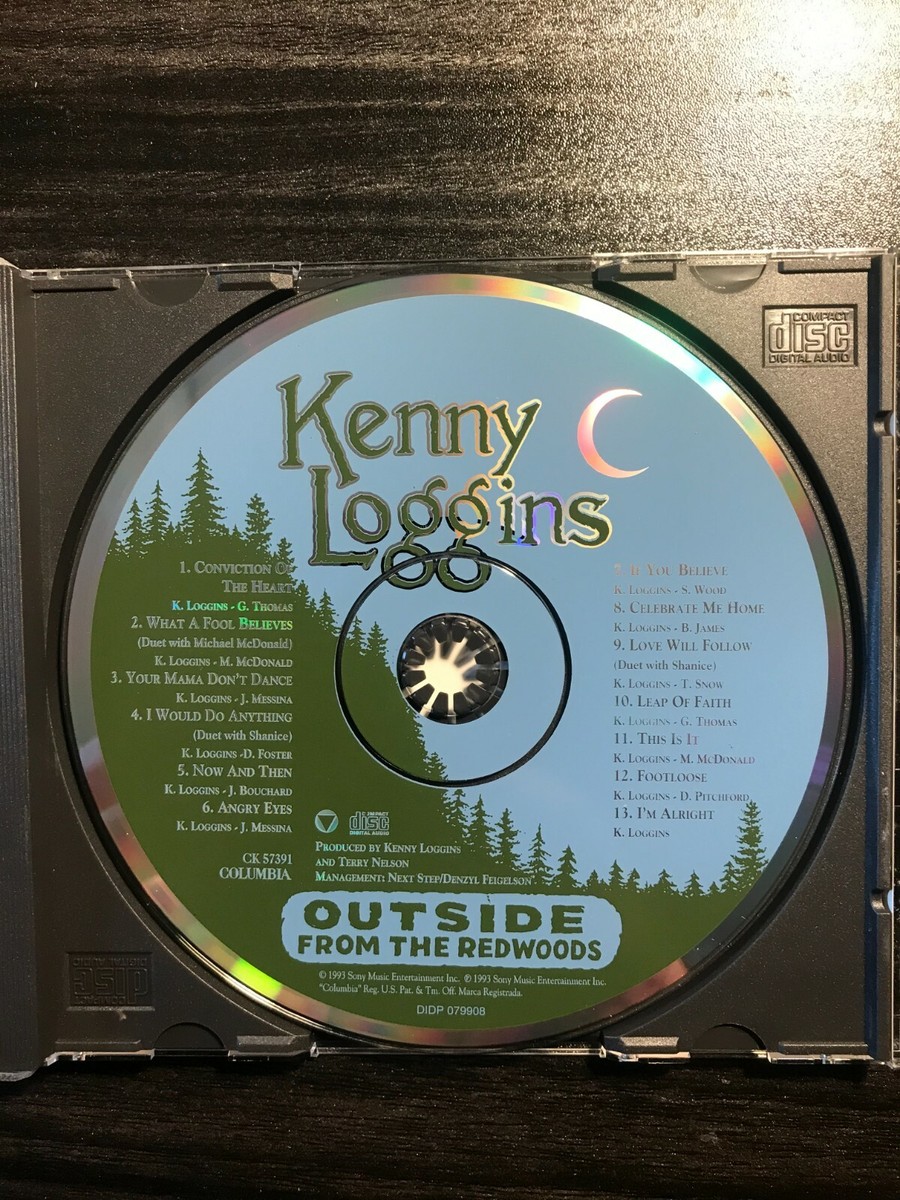 COMPACT
disc
DIGITAL AUDIO
Kenny
Loggins
1. Conviction Of
The Heart
K. Loggins - G. Thomas
2. What A Fool Believes
(Duet with Michael McDonald)
K. Loggins - M. McDonald
3. Your Mama Don't Dance
K. Loggins - J. Messina
4. I Would Do Anything
(Duet with Shanice)
K. Loggins -D. Foster
5. Now And Then
K. Loggins - J. Bouchard
6. Angry Eyes
K. Loggins - J. Messina
7. If You Believe
K. Loggins - S. Wood
8. Celebrate Me Home
K. Loggins - B. James
9. Love Will Follow
(Duet with Shanice)
K. Loggins - T. Snow
10. Leap Of Faith
K. Loggins - G. Thomas
11. This Is It
K. Loggins - M. McDonald
12. Footloose
K. Loggins - D. Pitchford
13. I'm Alright
K. Loggins
CK 57391
COLUMBIA
COMPACT
disc
DIGITAL AUDIO
Produced by Kenny Loggins
and Terry Nelson
Management: Next Step/Denzyl Feigelson
OUTSIDE
FROM THE REDWOODS
© 1993 Sony Music Entertainment Inc. ℗ 1993 Sony Music Entertainment Inc.
"Columbia" Reg. U.S. Pat. & Tm. Off. Marca Registrada.
DIDP 079908